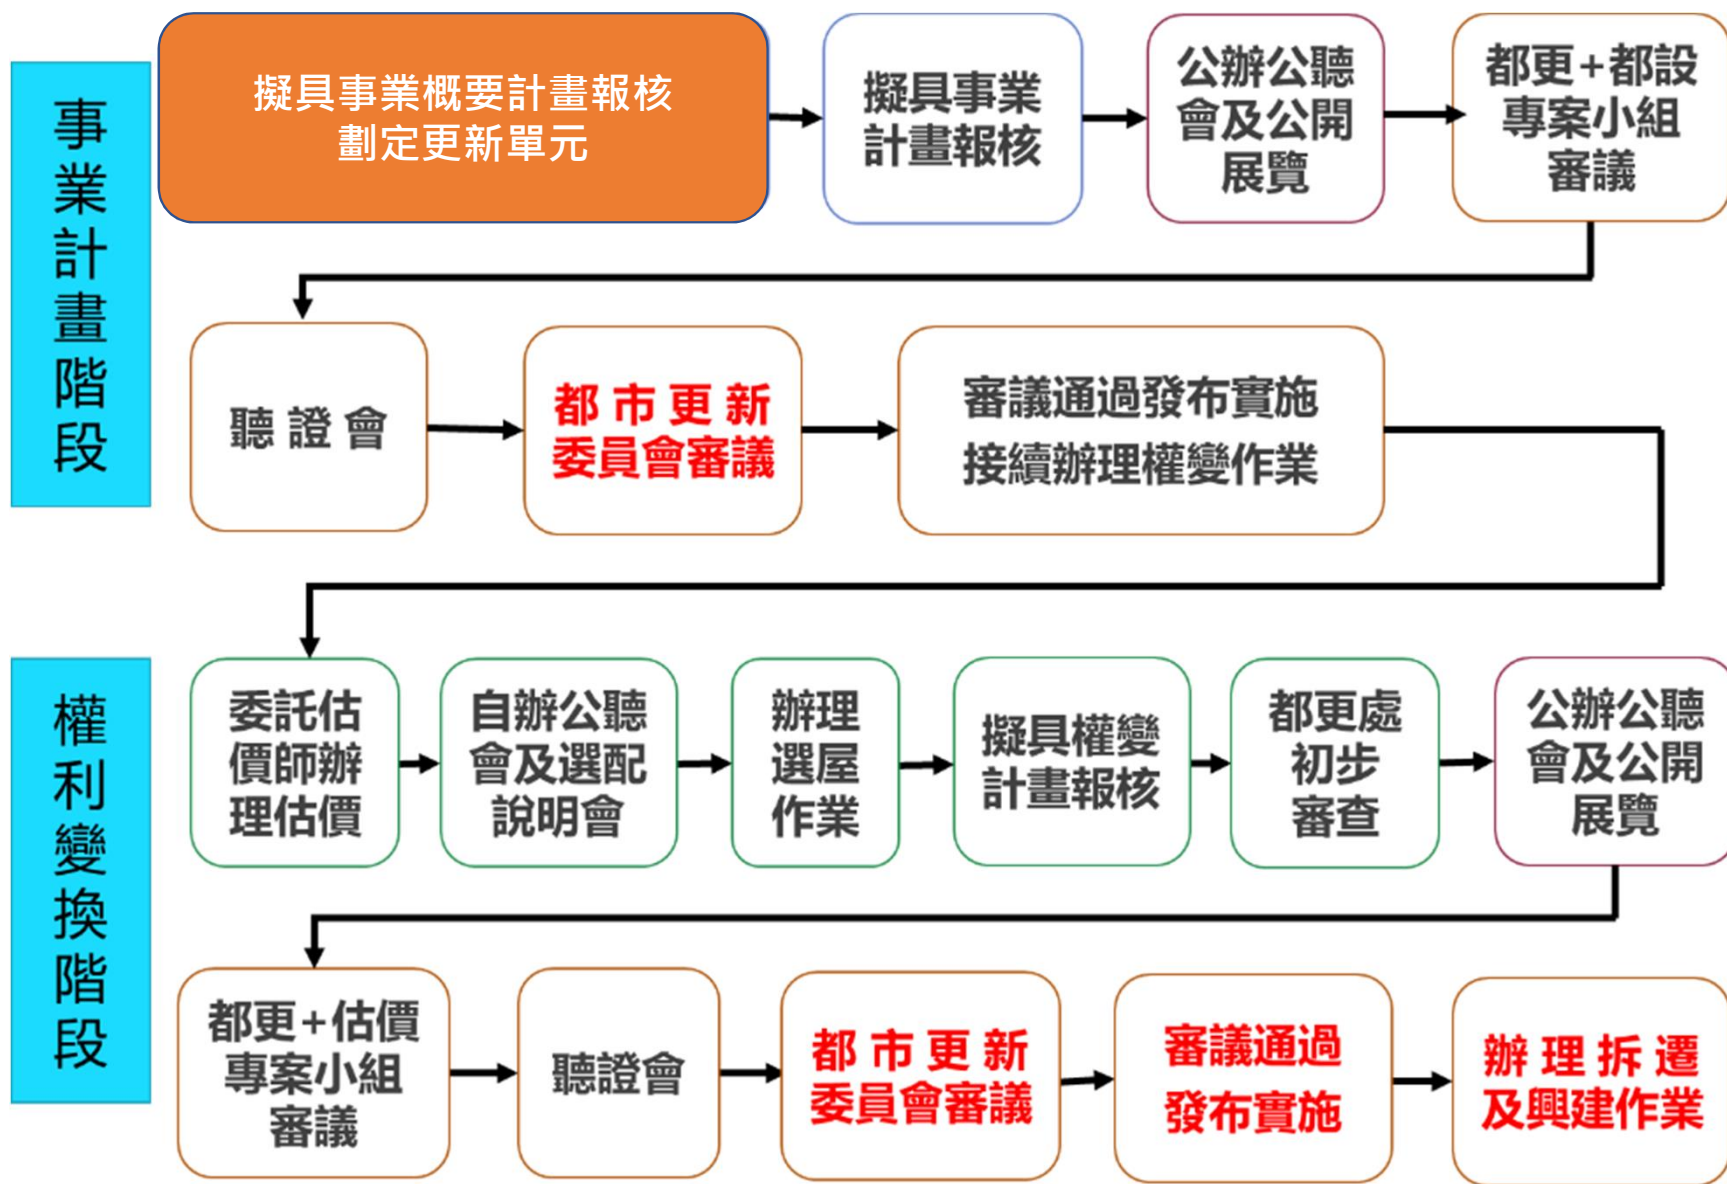 事業計畫階段
擬具事業概要計畫報核
劃定更新單元
擬具事業
計畫報核
公辦公聽
會及公開
展覽
都更+都設
專案小組
審議
聽證會
都市更新
委員會審議
審議通過發布實施
接續辦理權變作業
權利變換階段
委託估
價師辦
理估價
自辦公聽
會及選配
說明會
辦理
選屋
作業
擬具權變
計畫報核
都更處
初步
審查
公辦公聽
會及公開
展覽
都更+估價
專案小組
審議
聽證會
都市更新
委員會審議
審議通過
發布實施
辦理拆遷
及興建作業